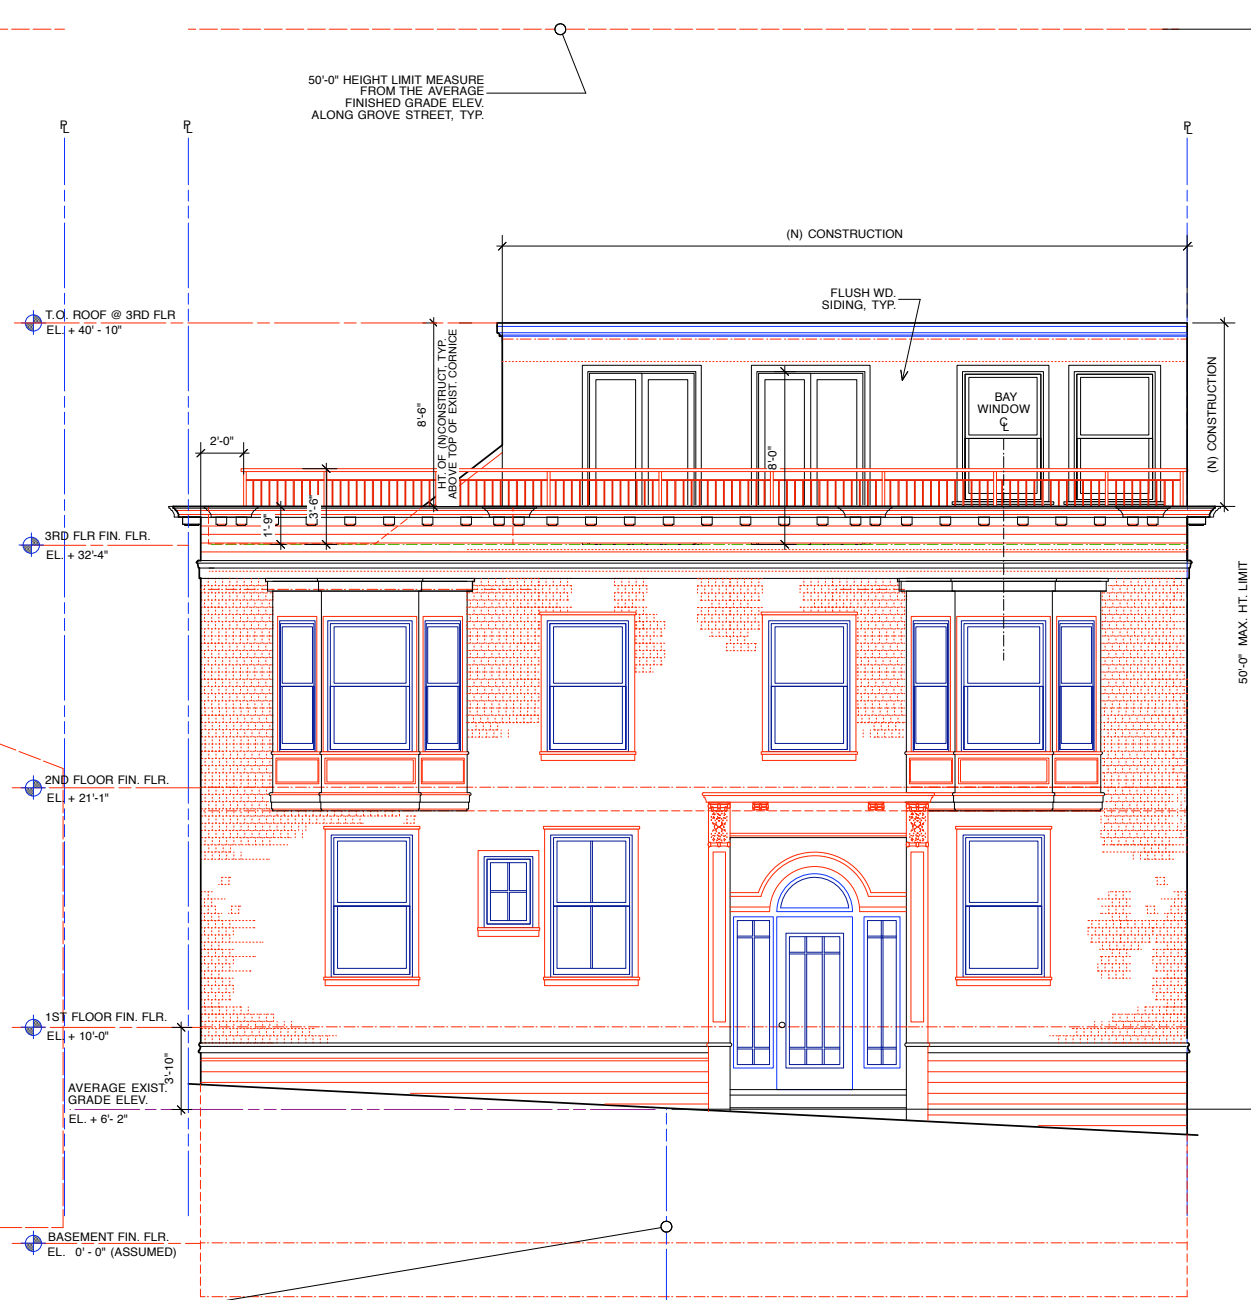 50'-0" HEIGHT LIMIT MEASURE
FROM THE AVERAGE
FINISHED GRADE ELEV.
ALONG GROVE STREET, TYP.
PL
PL
PL
(N) CONSTRUCTION
FLUSH WD.
SIDING, TYP.
T.O. ROOF @ 3RD FLR
EL. + 40' - 10"
8'-6"
HT. OF (N)CONSTRUCT, TYP.
ABOVE TOP OF EXIST. CORNICE
(N) CONSTRUCTION
BAY
WINDOW
CL
2'-0"
8'-0"
3'-6"
1'-9"
3RD FLR FIN. FLR.
EL. + 32'-4"
50'-0" MAX. HT. LIMIT
2ND FLOOR FIN. FLR.
EL. + 21'-1"
1ST FLOOR FIN. FLR.
EL. + 10'-0"
3'-10"
AVERAGE EXIST.
GRADE ELEV.
EL. + 6'- 2"
BASEMENT FIN. FLR.
EL. 0' - 0" (ASSUMED)